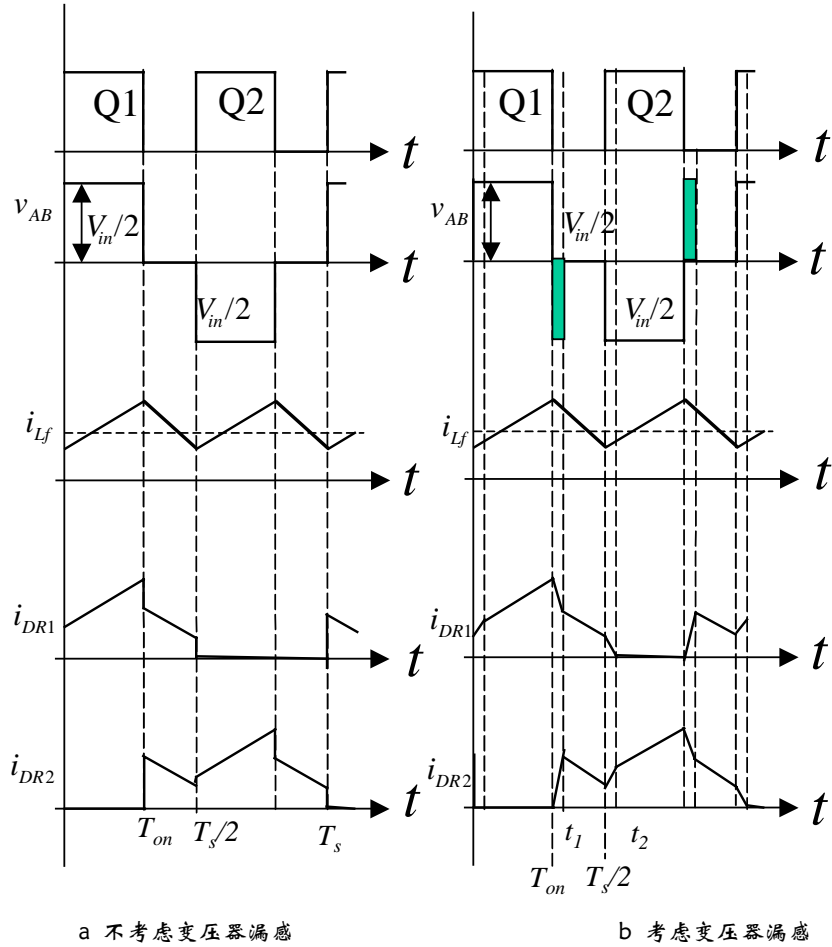 Q1 Q2 t
v_AB V_in/2 t
V_in/2
i_Lf t
i_DR1 t
i_DR2 t
T_on T_s/2 T_s
a 不考虑变压器漏感
Q1 Q2 t
v_AB V_in/2 t
V_in/2
i_Lf t
i_DR1 t
i_DR2 t
t_1 t_2
T_on T_s/2
b 考虑变压器漏感